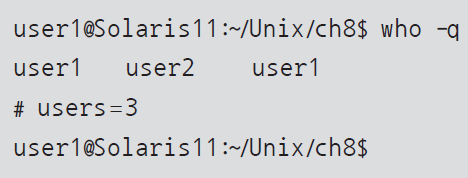 user1@Solaris11:~/Unix/ch8$ who -q
user1   user2    user1
# users=3
user1@Solaris11:~/Unix/ch8$